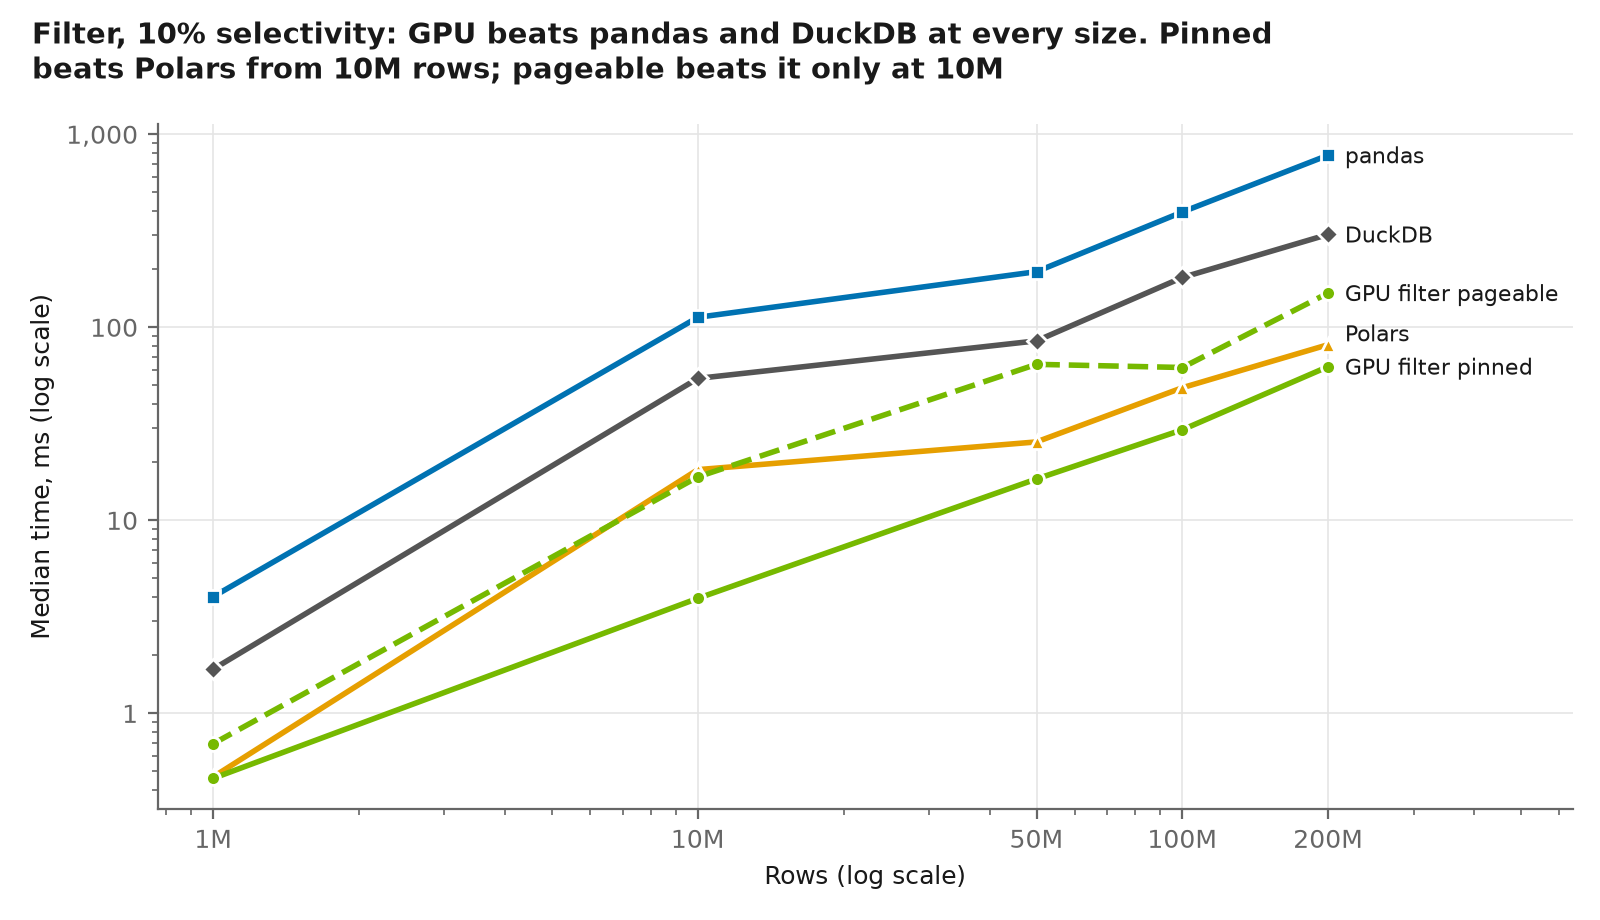 Filter, 10% selectivity: GPU beats pandas and DuckDB at every size. Pinned
beats Polars from 10M rows; pageable beats it only at 10M
1,000
100
10
1
Median time, ms (log scale)
pandas
DuckDB
GPU filter pageable
Polars
GPU filter pinned
1M
10M
50M
100M
200M
Rows (log scale)